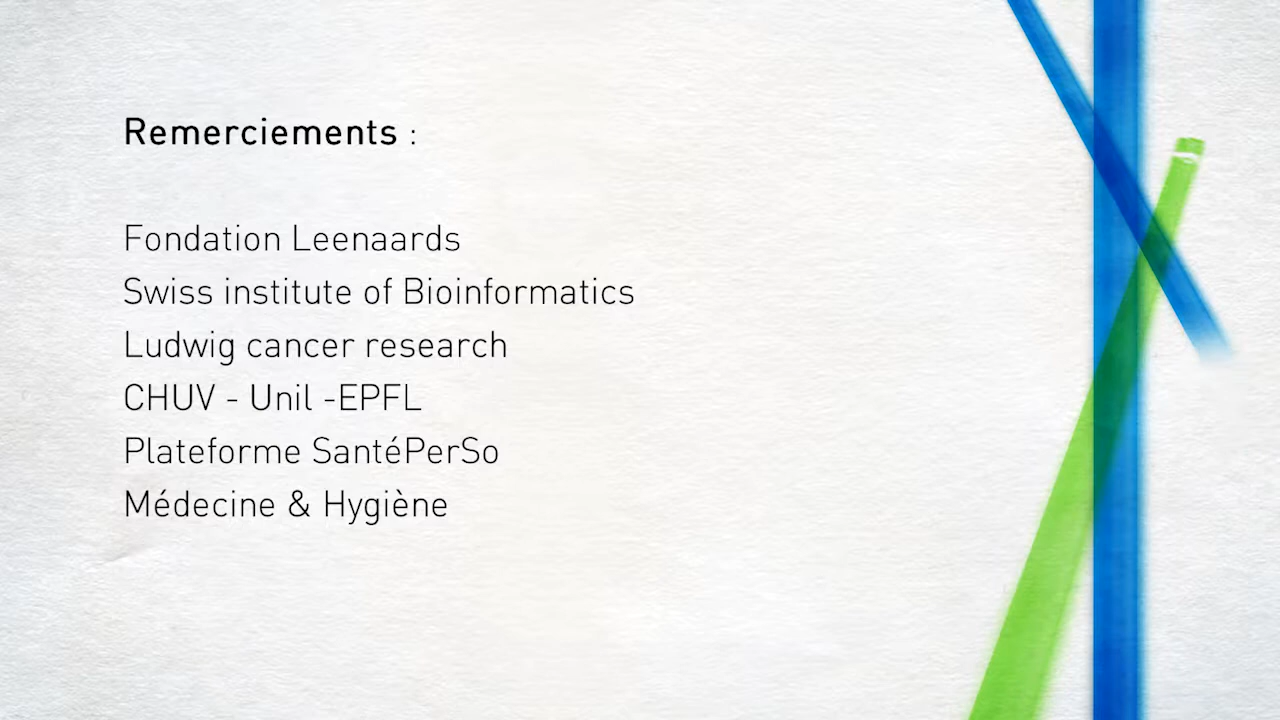 Remerciements :
Fondation Leenaards
Swiss institute of Bioinformatics
Ludwig cancer research
CHUV - Unil -EPFL
Plateforme SantéPerSo
Médecine & Hygiène